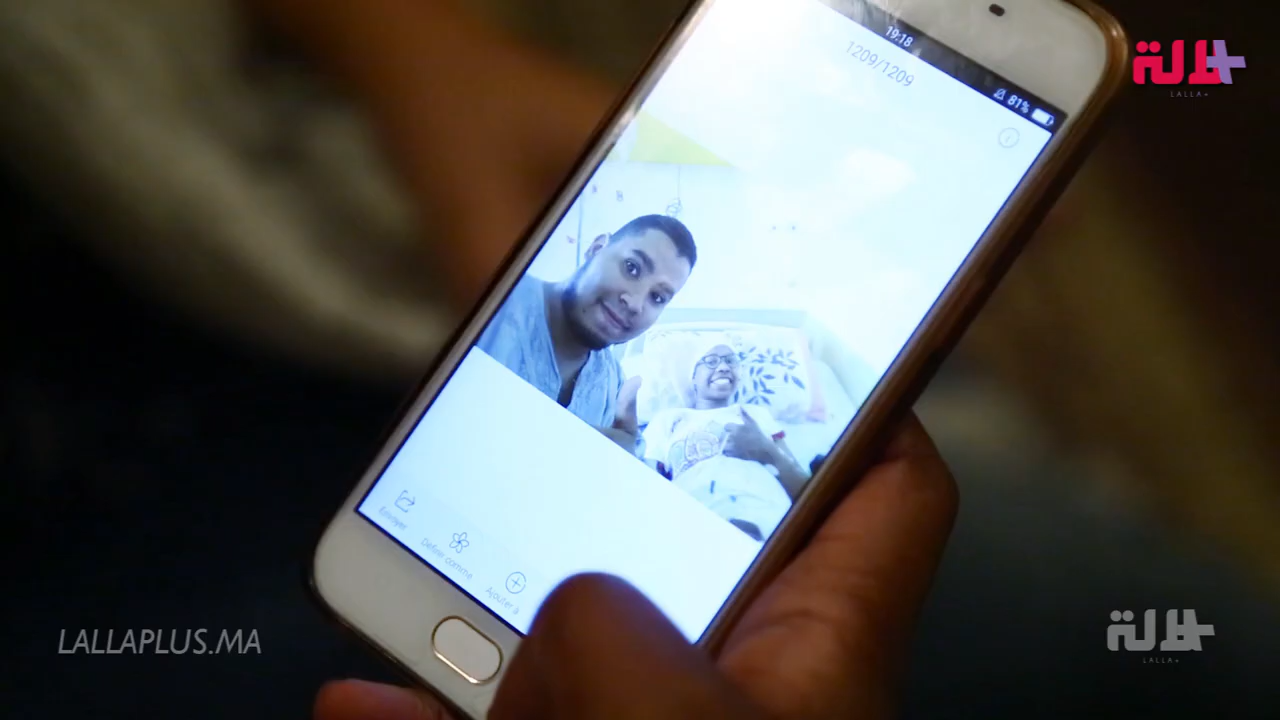 19:18
81%
1209/1209
لالة+
LALLA+
Envoyer
Définir comme
Ajouter à
LALLAPLUS.MA
لالة+
LALLA+